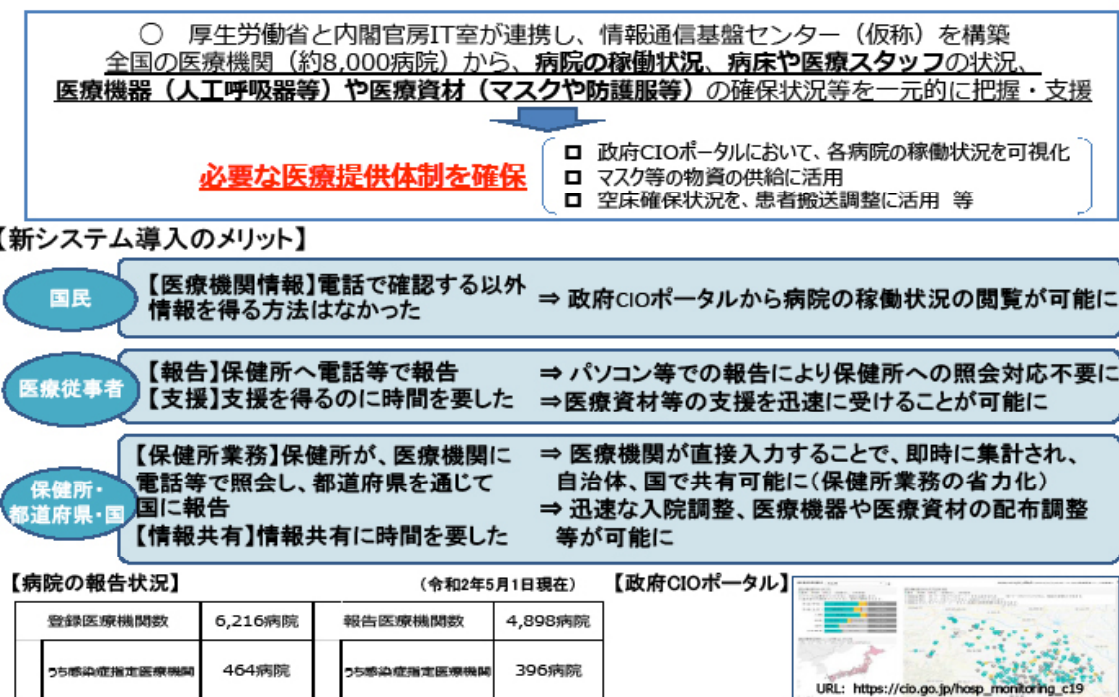 ○ 厚生労働省と内閣官房IT室が連携し、情報通信基盤センター（仮称）を構築
全国の医療機関（約8,000病院）から、病院の稼働状況、病床や医療スタッフの状況、
医療機器（人工呼吸器等）や医療資材（マスクや防護服等）の確保状況等を一元的に把握・支援
必要な医療提供体制を確保
□ 政府CIOポータルにおいて、各病院の稼働状況を可視化
□ マスク等の物資の供給に活用
□ 空床確保状況を、患者搬送調整に活用 等
【新システム導入のメリット】
国民
【医療機関情報】電話で確認する以外
情報を得る方法はなかった
⇒ 政府CIOポータルから病院の稼働状況の閲覧が可能に
医療従事者
【報告】保健所へ電話等で報告
【支援】支援を得るのに時間を要した
⇒ パソコン等での報告により保健所への照会対応不要に
⇒医療資材等の支援を迅速に受けることが可能に
保健所・
都道府県・国
【保健所業務】保健所が、医療機関に
電話等で照会し、都道府県を通じて
国に報告
【情報共有】情報共有に時間を要した
⇒ 医療機関が直接入力することで、即時に集計され、
自治体、国で共有可能に（保健所業務の省力化）
⇒ 迅速な入院調整、医療機器や医療資材の配布調整
等が可能に
【病院の報告状況】 （令和2年5月1日現在）
登録医療機関数 6,216病院 報告医療機関数 4,898病院
うち感染症指定医療機関 464病院 うち感染症指定医療機関 396病院
【政府CIOポータル】
URL: https://cio.go.jp/hosp_monitoring_c19